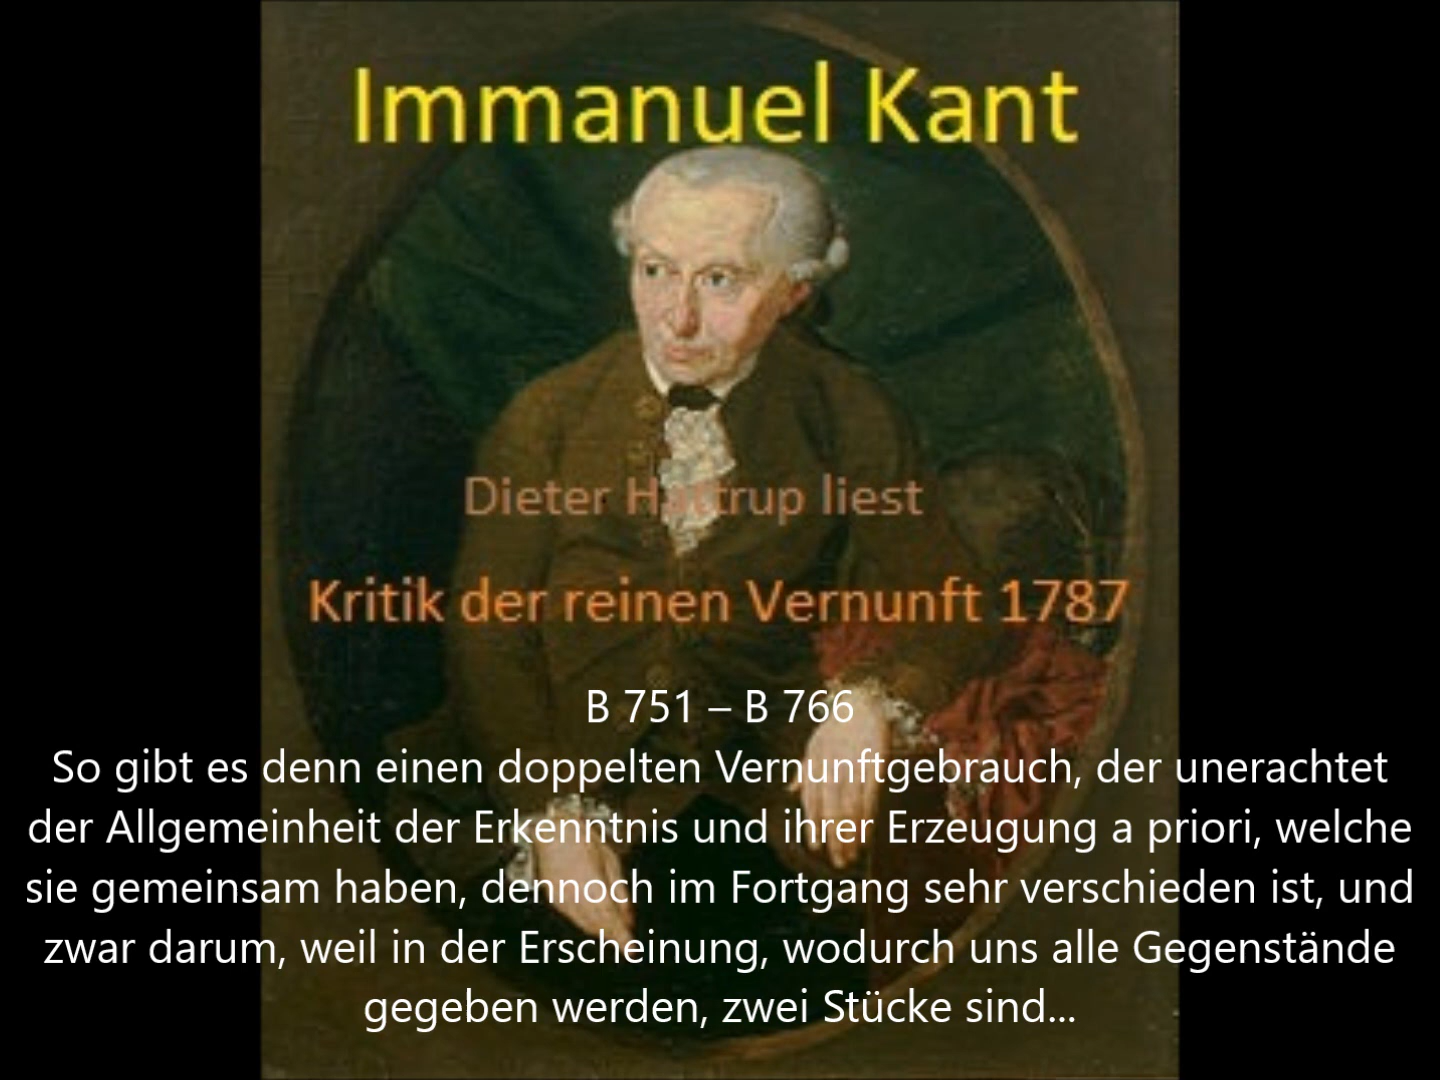 Immanuel Kant
Dieter Hattrup liest
Kritik der reinen Vernunft 1787
B 751 – B 766
So gibt es denn einen doppelten Vernunftgebrauch, der unerachtet
der Allgemeinheit der Erkenntnis und ihrer Erzeugung a priori, welche
sie gemeinsam haben, dennoch im Fortgang sehr verschieden ist, und
zwar darum, weil in der Erscheinung, wodurch uns alle Gegenstände
gegeben werden, zwei Stücke sind...